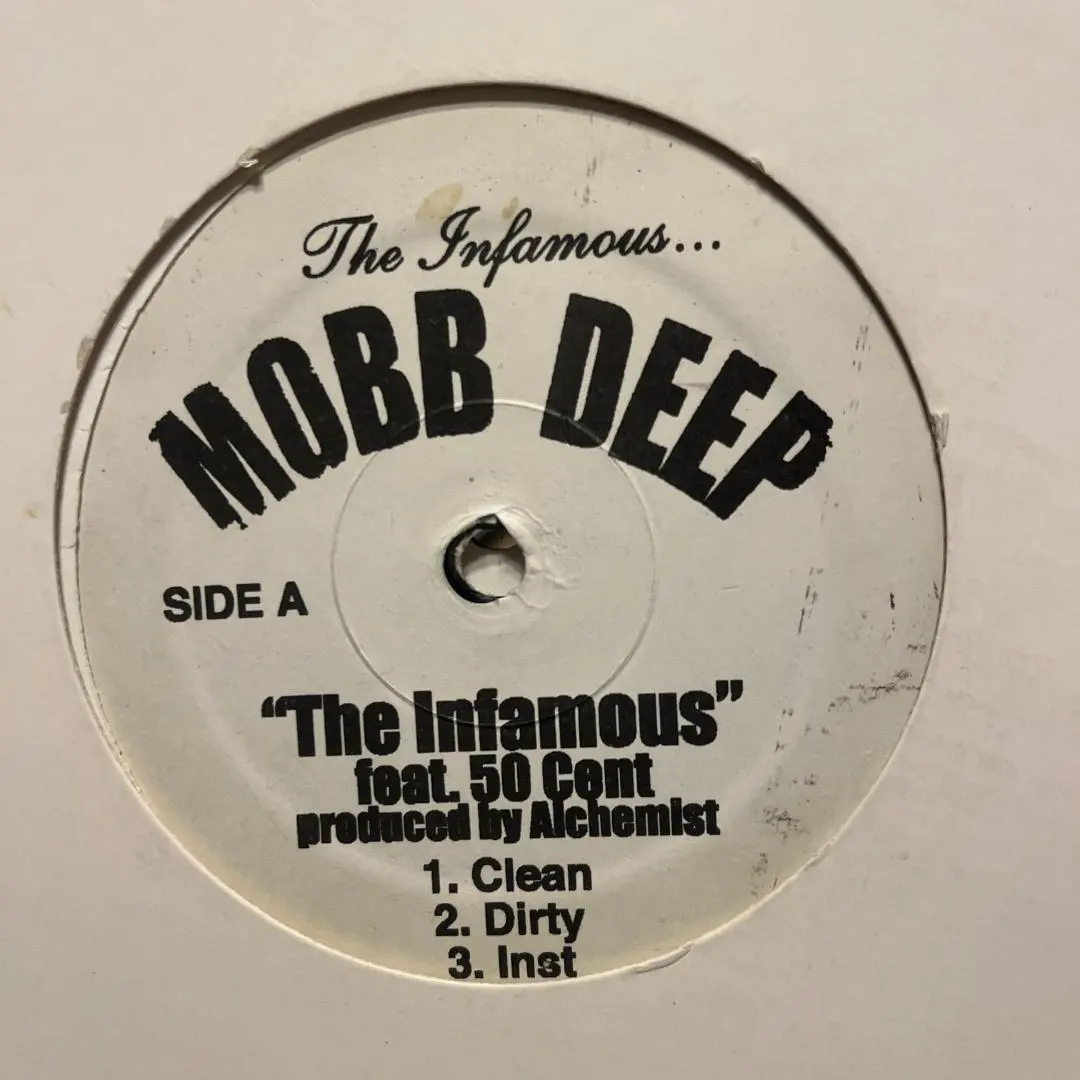 The Infamous...
MOBB DEEP
SIDE A
“The Infamous”
feat. 50 Cent
produced by Alchemist
1. Clean
2. Dirty
3. Inst